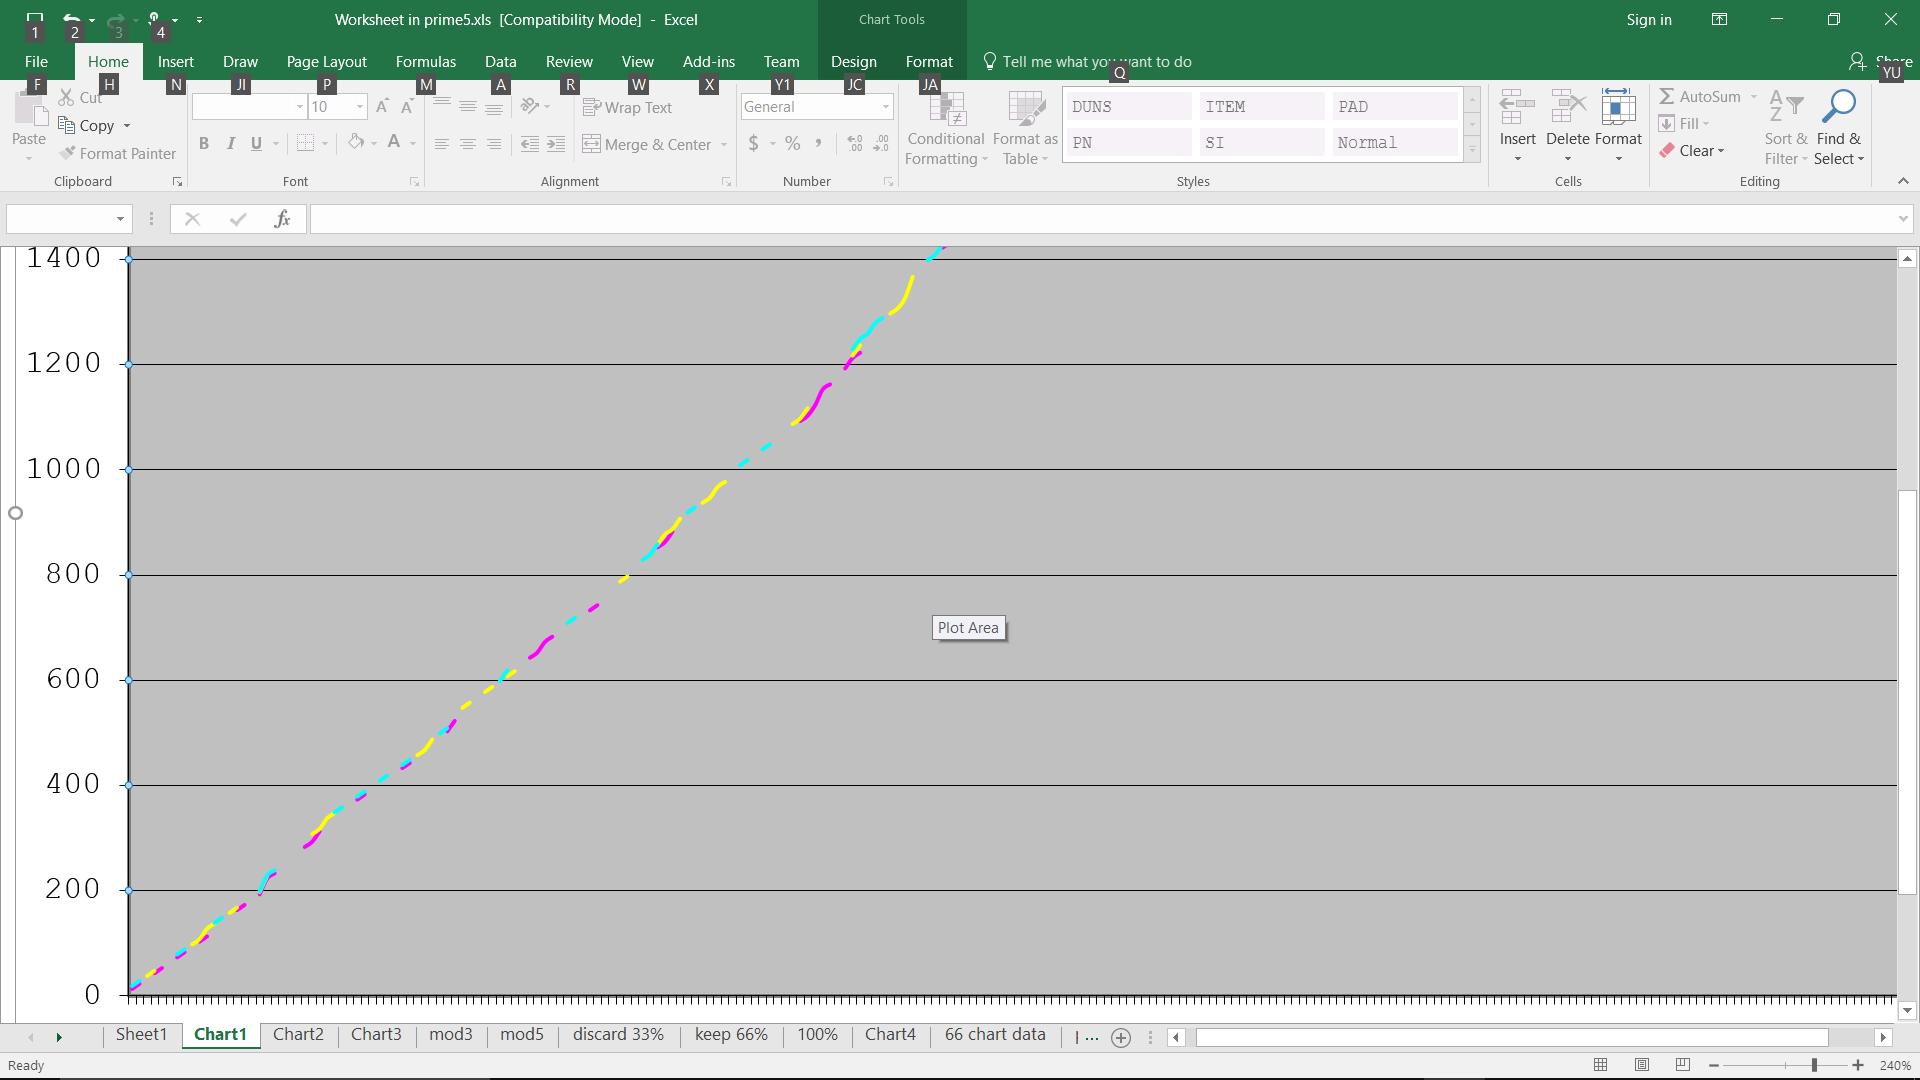 Worksheet in prime5.xls  [Compatibility Mode]  -  Excel
Chart Tools
Sign in
1 2 3 4
File Home Insert Draw Page Layout Formulas Data Review View Add-ins Team Design Format Tell me what you want to do Share
F H N JI P M A R W X Y1 JC JA Q YU
Paste
Cut
Copy
Format Painter
Clipboard
10
B I U
Font
Wrap Text
Merge & Center
Alignment
General
$ % ,
Number
Conditional Formatting
Format as Table
DUNS ITEM PAD
PN SI Normal
Styles
Insert Delete Format
Cells
AutoSum
Fill
Clear
Sort & Filter
Find & Select
Editing
fx
1400
1200
1000
800
600
400
200
0
Plot Area
Sheet1 Chart1 Chart2 Chart3 mod3 mod5 discard 33% keep 66% 100% Chart4 66 chart data ...
Ready
240%